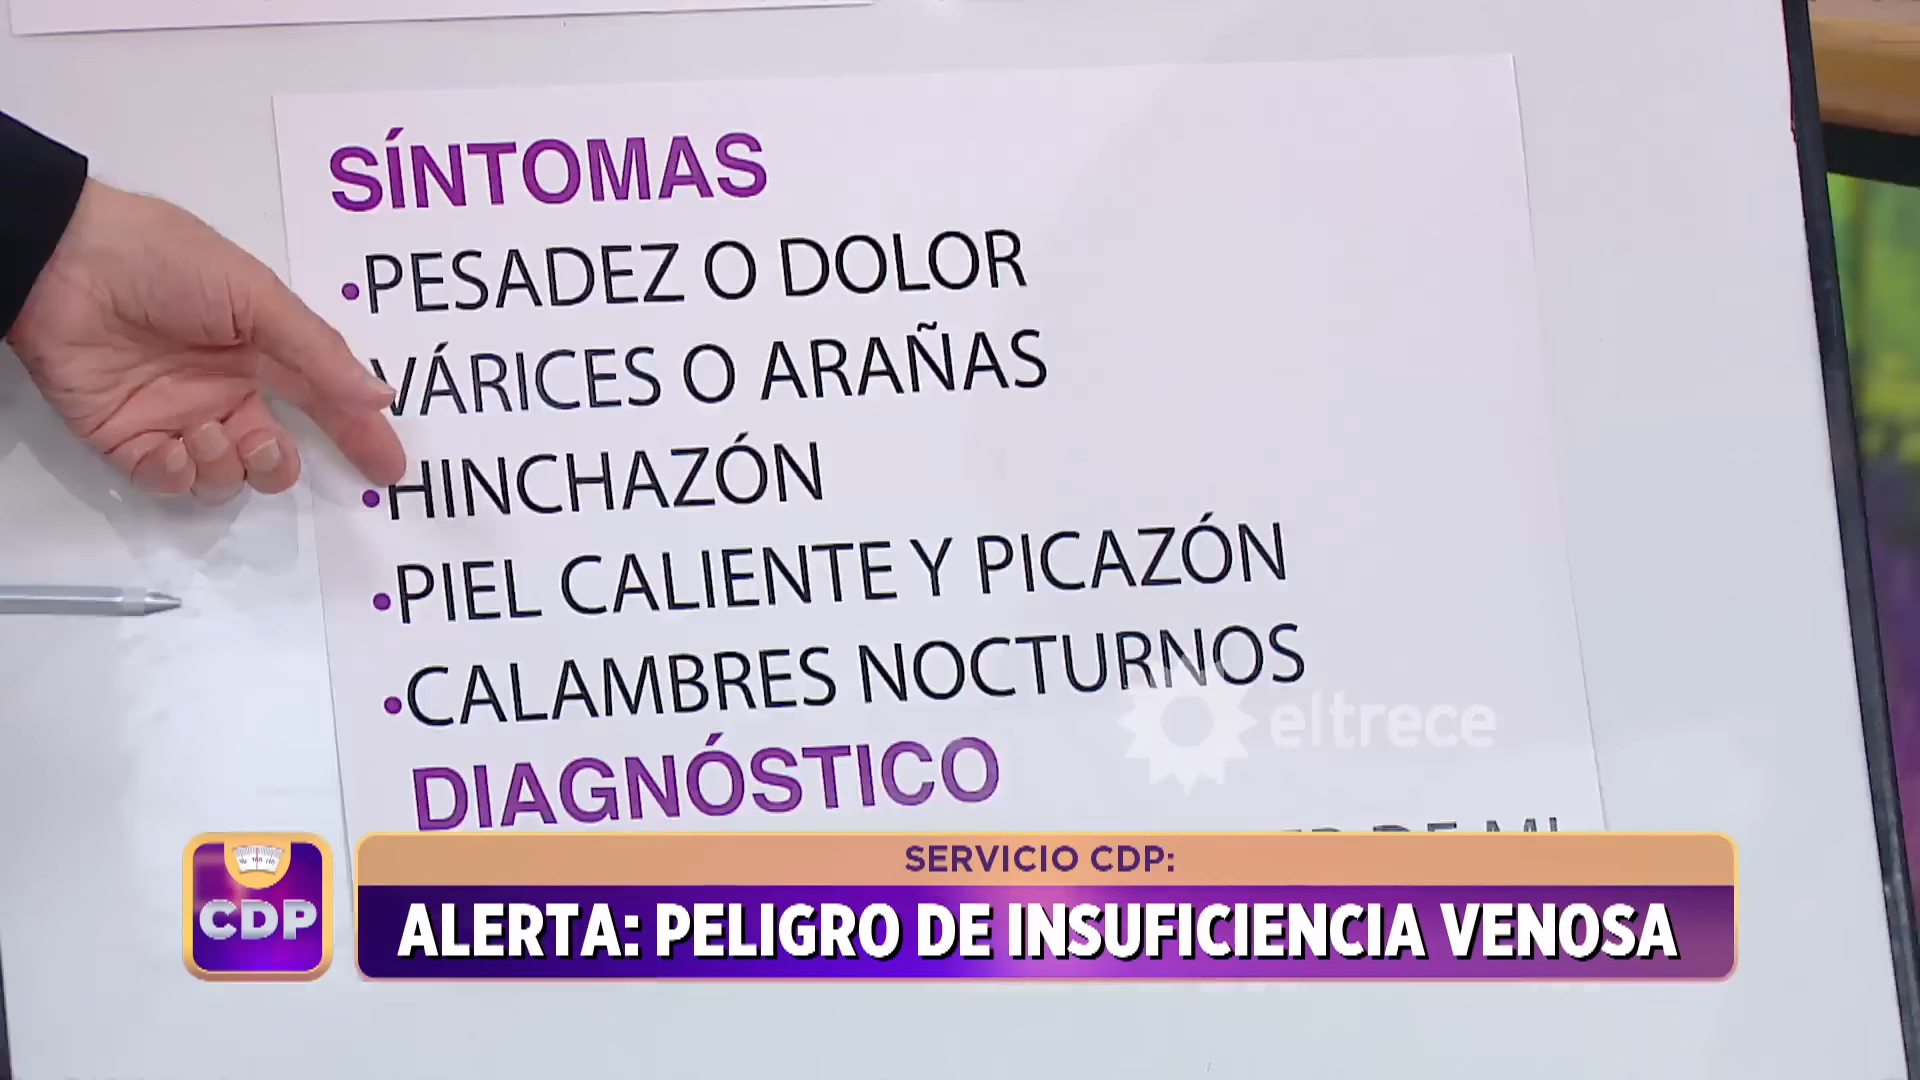 SÍNTOMAS
•PESADEZ O DOLOR
VÁRICES O ARAÑAS
•HINCHAZÓN
•PIEL CALIENTE Y PICAZÓN
•CALAMBRES NOCTURNOS
eltrece
DIAGNÓSTICO
SERVICIO CDP:
CDP
ALERTA: PELIGRO DE INSUFICIENCIA VENOSA